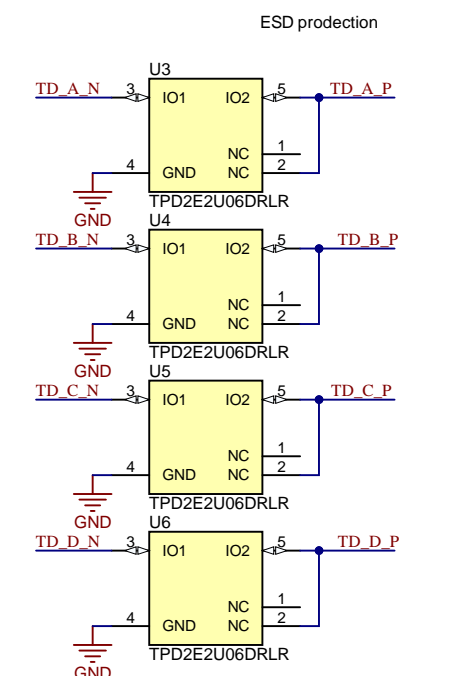 ESD prodection
U3
TD_A_N 3 IO1 IO2 5 TD_A_P
NC 1
4 GND NC 2
TPD2E2U06DRLR
GND
U4
TD_B_N 3 IO1 IO2 5 TD_B_P
NC 1
4 GND NC 2
TPD2E2U06DRLR
GND
U5
TD_C_N 3 IO1 IO2 5 TD_C_P
NC 1
4 GND NC 2
TPD2E2U06DRLR
GND
U6
TD_D_N 3 IO1 IO2 5 TD_D_P
NC 1
4 GND NC 2
TPD2E2U06DRLR
GND